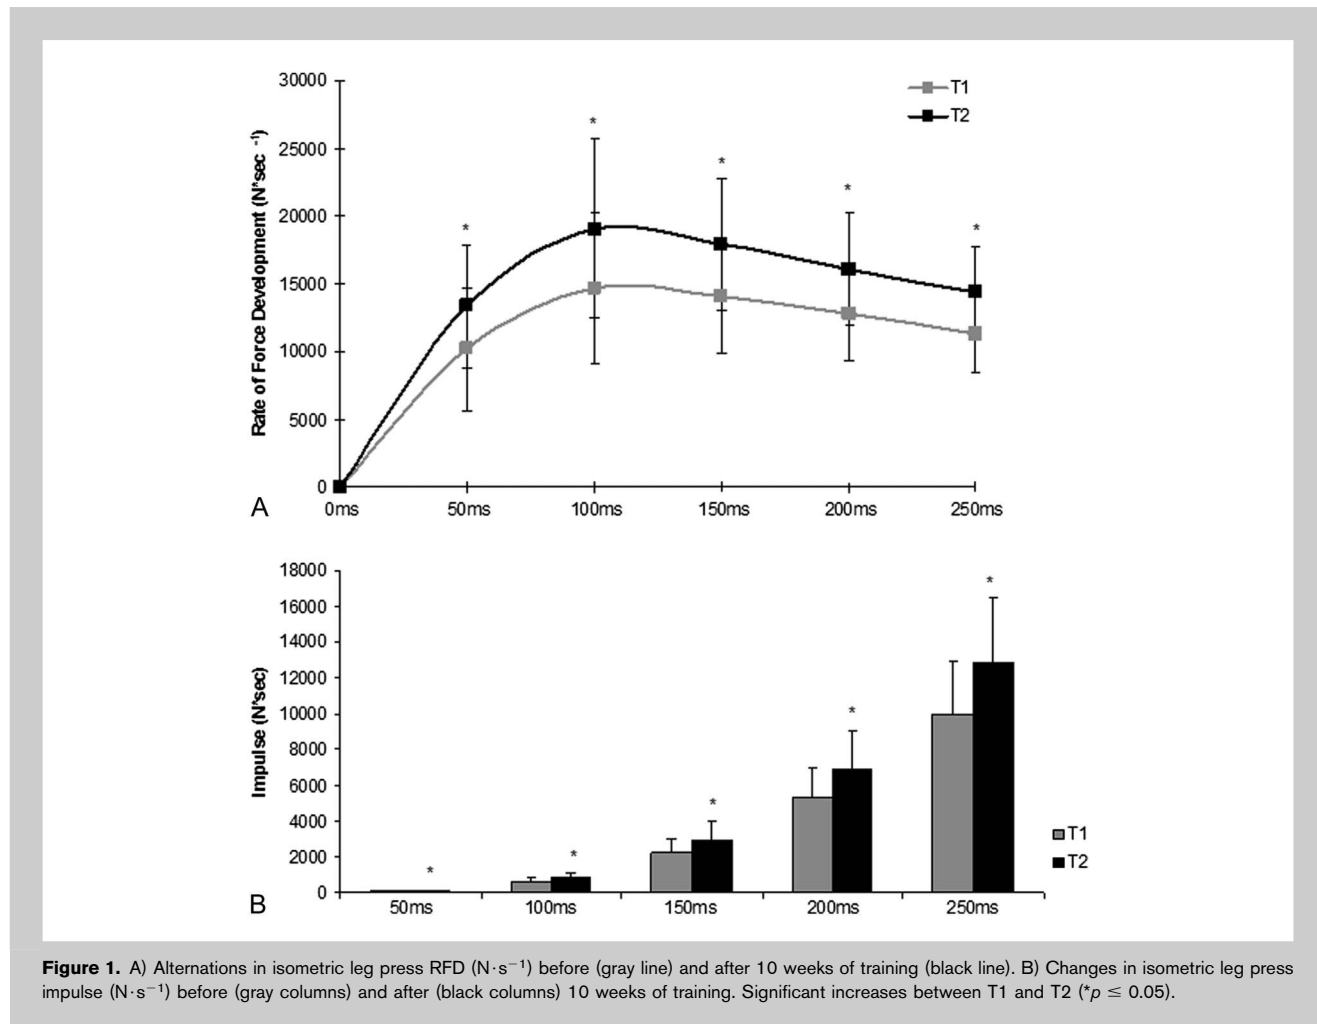 30000
25000
20000
15000
10000
5000
0
Rate of Force Development (N*sec -1)
T1
T2
*
*
*
*
*
0ms 50ms 100ms 150ms 200ms 250ms
A
18000
16000
14000
12000
10000
8000
6000
4000
2000
0
Impulse (N*sec)
*
*
*
*
*
T1
T2
50ms 100ms 150ms 200ms 250ms
B
Figure 1. A) Alternations in isometric leg press RFD (N·s−1) before (gray line) and after 10 weeks of training (black line). B) Changes in isometric leg press
impulse (N·s−1) before (gray columns) and after (black columns) 10 weeks of training. Significant increases between T1 and T2 (*p ≤ 0.05).